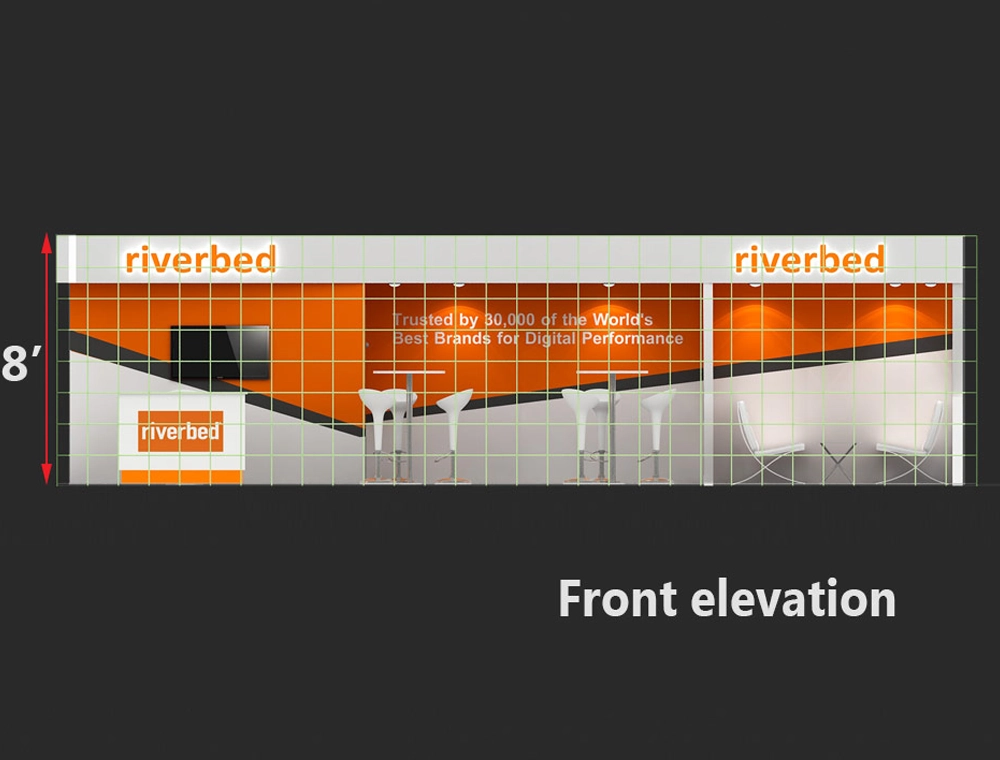 riverbed
riverbed
Trusted by 30,000 of the World's
Best Brands for Digital Performance
8′
riverbed
Front elevation